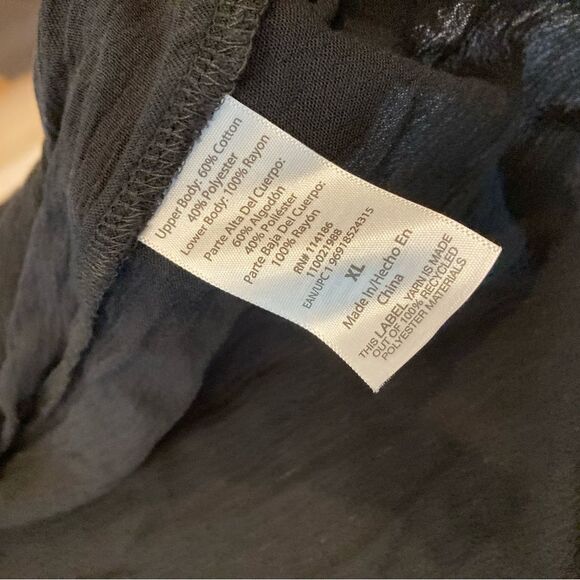 Upper Body: 60% Cotton
40% Polyester
Lower Body: 100% Rayon
Parte Alta Del Cuerpo:
60% Algodón
40% Poliéster
Parte Baja Del Cuerpo:
100% Rayón
RN# 114186
110021988
EAN/UPC 1 96918524315
XL
Made In/Hecho En
China
THIS LABEL YARN IS MADE
OUT OF 100% RECYCLED
POLYESTER MATERIALS